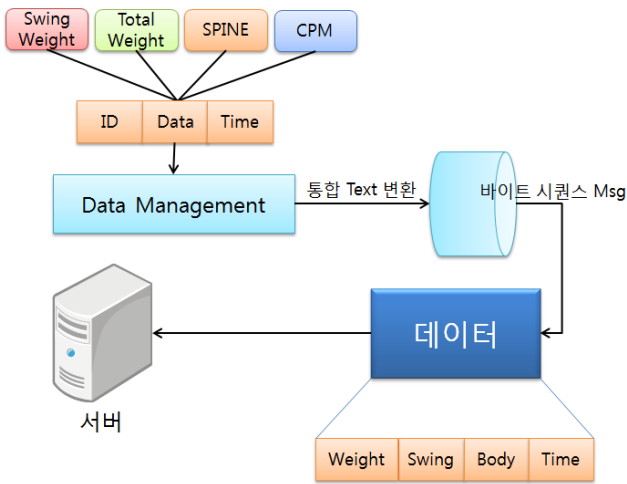 Swing
Weight
Total
Weight
SPINE
CPM
ID
Data
Time
Data Management
통합 Text 변환
바이트 시퀀스 Msg
데이터
서버
Weight
Swing
Body
Time